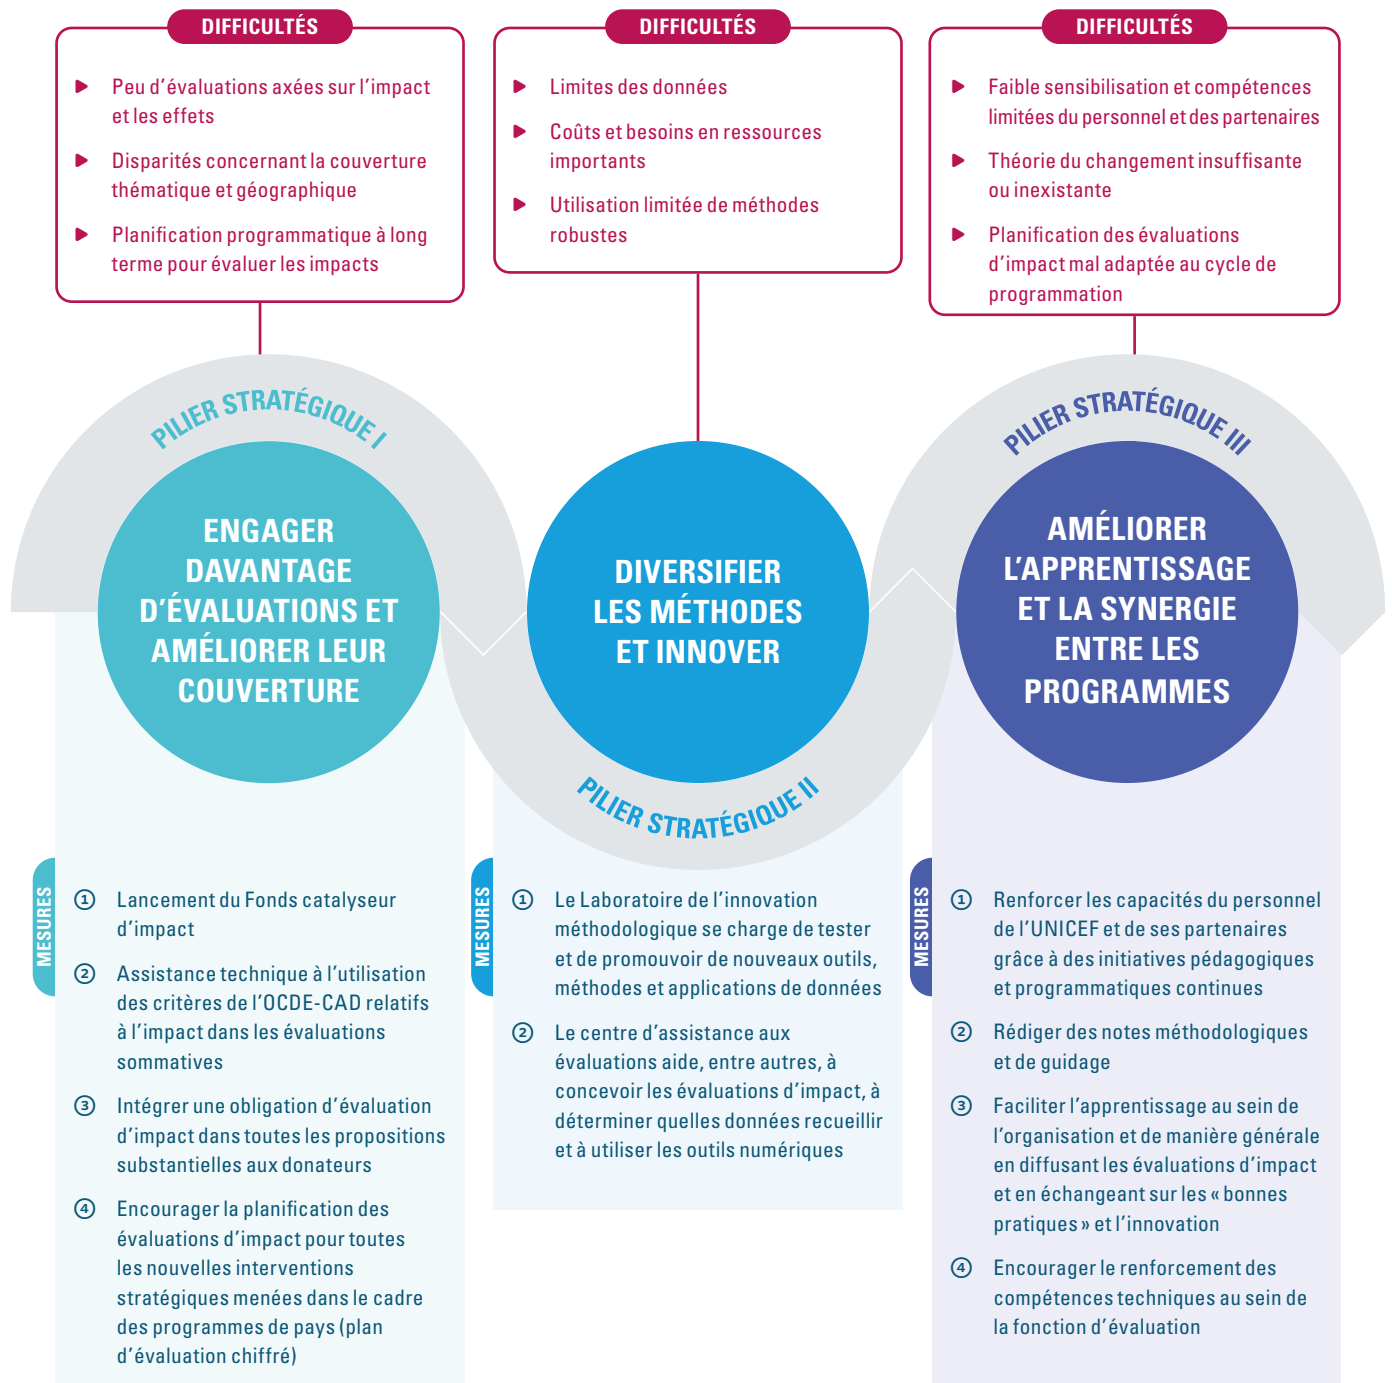 DIFFICULTÉS
Peu d'évaluations axées sur l'impact
et les effets
Disparités concernant la couverture
thématique et géographique
Planification programmatique à long
terme pour évaluer les impacts
DIFFICULTÉS
Limites des données
Coûts et besoins en ressources
importants
Utilisation limitée de méthodes
robustes
DIFFICULTÉS
Faible sensibilisation et compétences
limitées du personnel et des partenaires
Théorie du changement insuffisante
ou inexistante
Planification des évaluations
d'impact mal adaptée au cycle de
programmation
PILIER STRATÉGIQUE I
ENGAGER
DAVANTAGE
D'ÉVALUATIONS ET
AMÉLIORER LEUR
COUVERTURE
DIVERSIFIER
LES MÉTHODES
ET INNOVER
PILIER STRATÉGIQUE II
PILIER STRATÉGIQUE III
AMÉLIORER
L'APPRENTISSAGE
ET LA SYNERGIE
ENTRE LES
PROGRAMMES
MESURES
① Lancement du Fonds catalyseur
d'impact
② Assistance technique à l'utilisation
des critères de l'OCDE-CAD relatifs
à l'impact dans les évaluations
sommatives
③ Intégrer une obligation d'évaluation
d'impact dans toutes les propositions
substantielles aux donateurs
④ Encourager la planification des
évaluations d'impact pour toutes
les nouvelles interventions
stratégiques menées dans le cadre
des programmes de pays (plan
d'évaluation chiffré)
MESURES
① Le Laboratoire de l'innovation
méthodologique se charge de tester
et de promouvoir de nouveaux outils,
méthodes et applications de données
② Le centre d'assistance aux
évaluations aide, entre autres, à
concevoir les évaluations d'impact, à
déterminer quelles données recueillir
et à utiliser les outils numériques
MESURES
① Renforcer les capacités du personnel
de l'UNICEF et de ses partenaires
grâce à des initiatives pédagogiques
et programmatiques continues
② Rédiger des notes méthodologiques
et de guidage
③ Faciliter l'apprentissage au sein de
l'organisation et de manière générale
en diffusant les évaluations d'impact
et en échangeant sur les « bonnes
pratiques » et l'innovation
④ Encourager le renforcement des
compétences techniques au sein de
la fonction d'évaluation